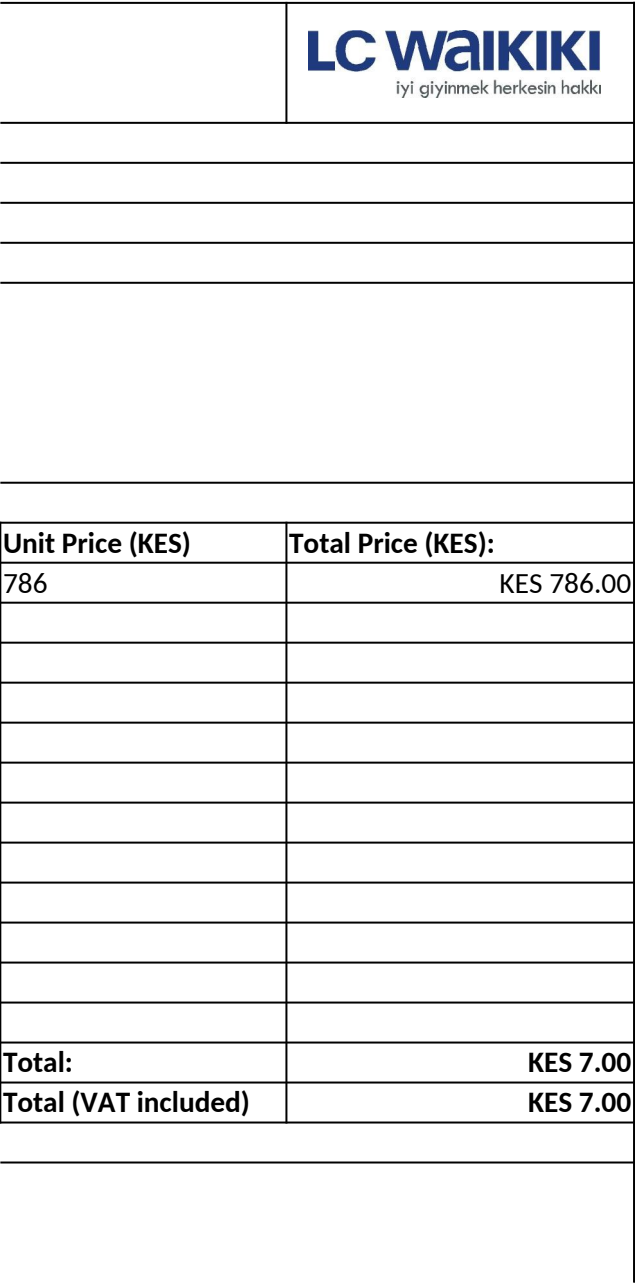 LC WAIKIKI
iyi giyinmek herkesin hakkı
Unit Price (KES) Total Price (KES):
786 KES 786.00
Total: KES 7.00
Total (VAT included) KES 7.00